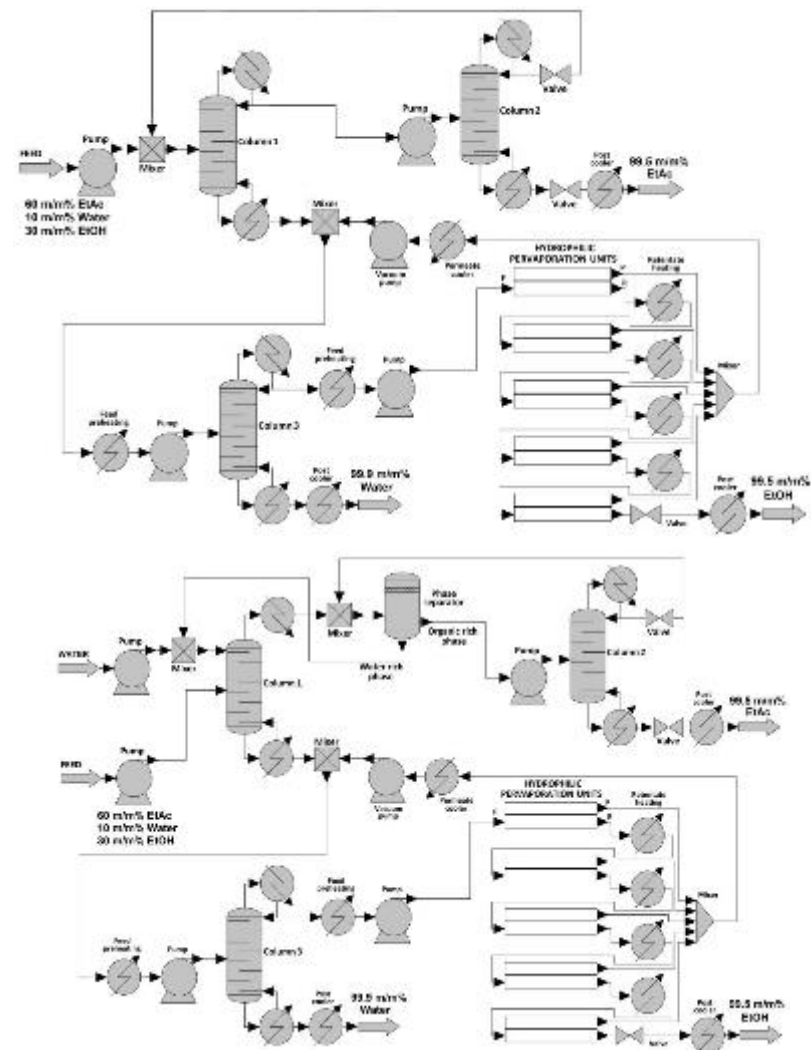 Valve
Pump
Column 2
Pump
Column 1
FEED
Mixer
Post
cooler
99.5 m/m%
EtAc
60 m/m% EtAc
10 m/m% Water
30 m/m% EtOH
Mixer
Valve
Vacuum
pump
Permeate
cooler
HYDROPHILIC
PERVAPORATION UNITS
Retentate
heating
F
P
R
Feed
preheating
Pump
Mixer
Feed
preheating
Pump
Column 3
Post
cooler
99.9 m/m%
Water
Post
cooler
99.5 m/m%
EtOH
Valve
Phase
separator
Organic rich
phase
Valve
Pump
WATER
Mixer
Mixer
Column 1
Water rich
phase
Pump
Column 2
Post
cooler
99.5 m/m%
EtAc
Valve
Pump
FEED
Mixer
60 m/m% EtAc
10 m/m% Water
30 m/m% EtOH
Vacuum
pump
Permeate
cooler
HYDROPHILIC
PERVAPORATION UNITS
Retentate
heating
F
P
R
Feed
preheating
Pump
Mixer
Feed
preheating
Pump
Column 3
Post
cooler
99.9 m/m%
Water
Post
cooler
99.5 m/m%
EtOH
Valve